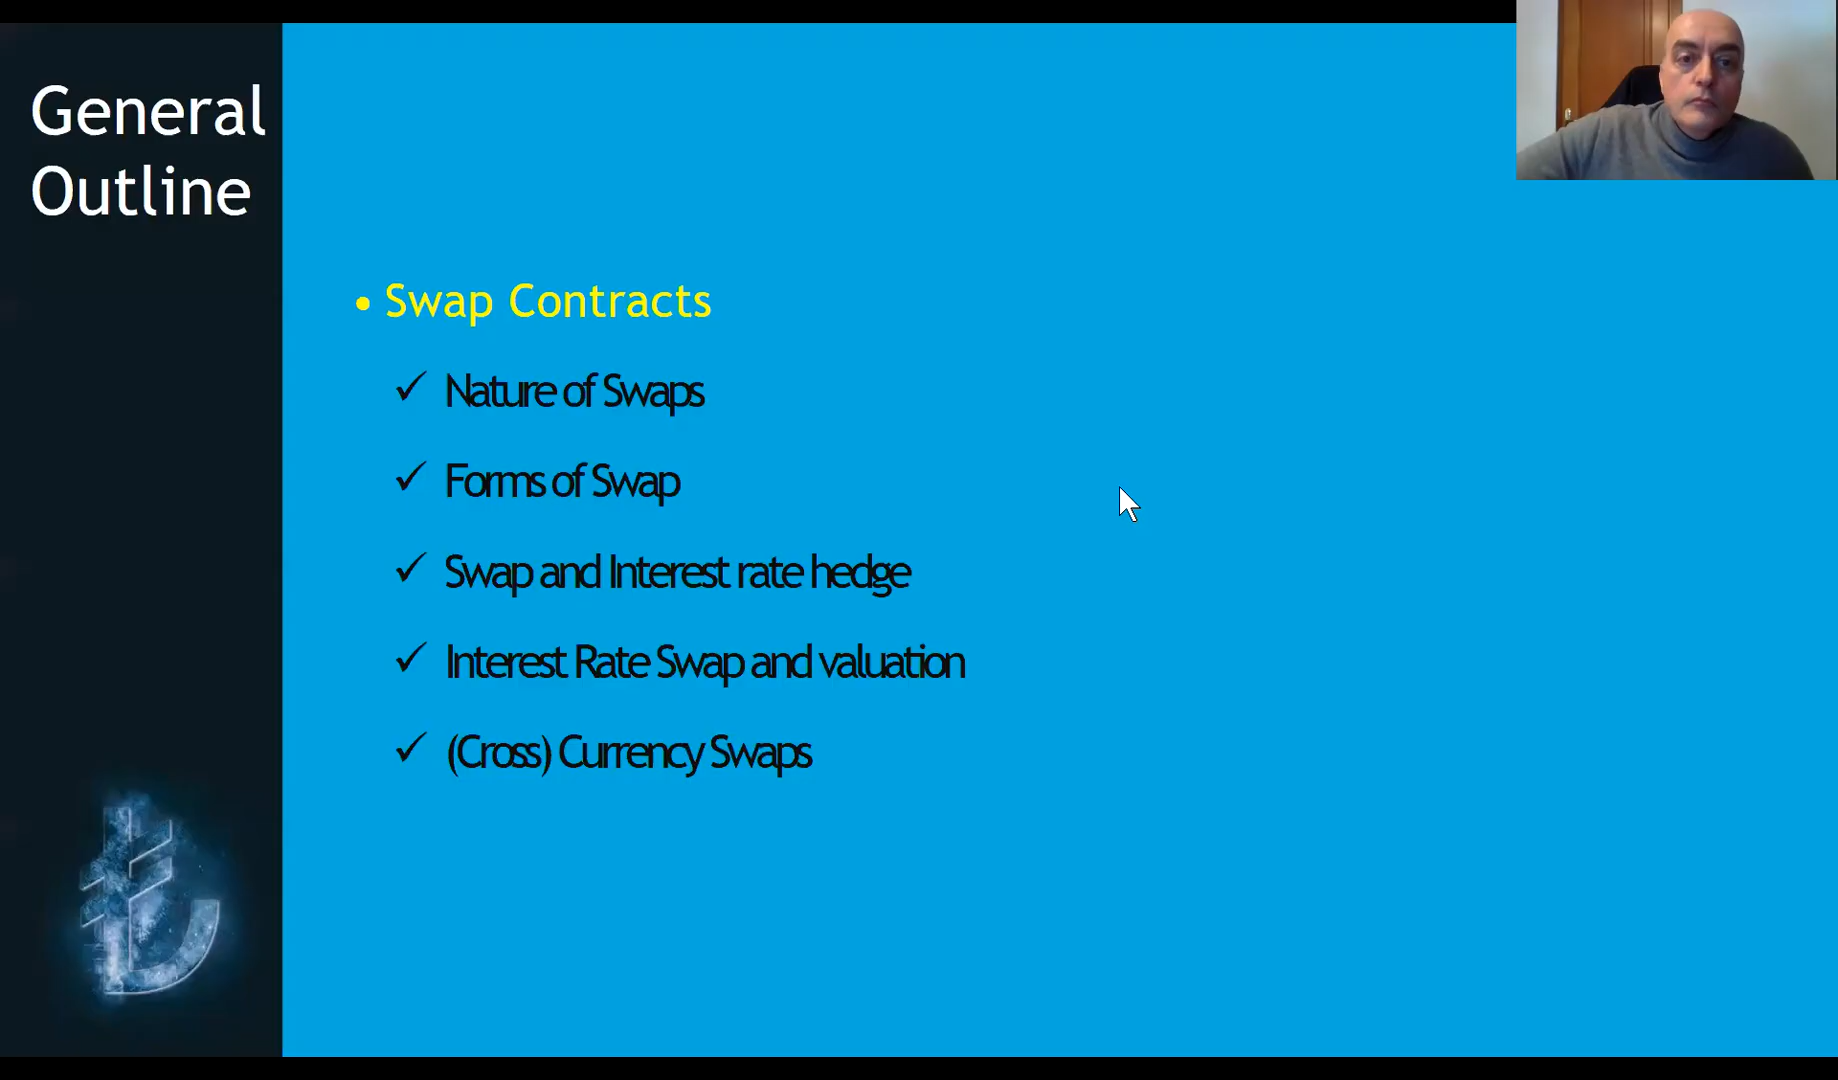 General
Outline
• Swap Contracts
✓ Nature of Swaps
✓ Forms of Swap
✓ Swap and Interest rate hedge
✓ Interest Rate Swap and valuation
✓ (Cross) Currency Swaps